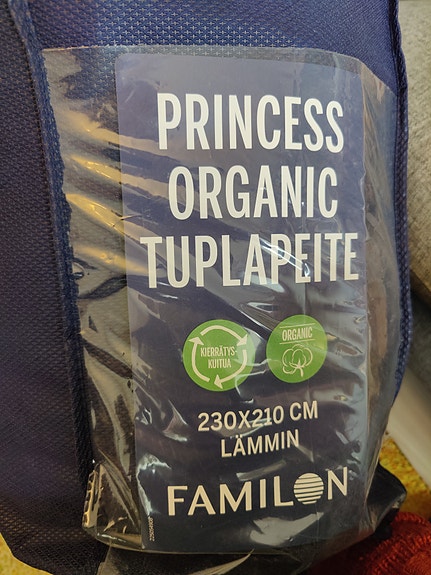 PRINCESS
ORGANIC
TUPLAPEITE
KIERRÄTYS-
KUITUA
ORGANIC
230X210 CM
LÄMMIN
FAMILON